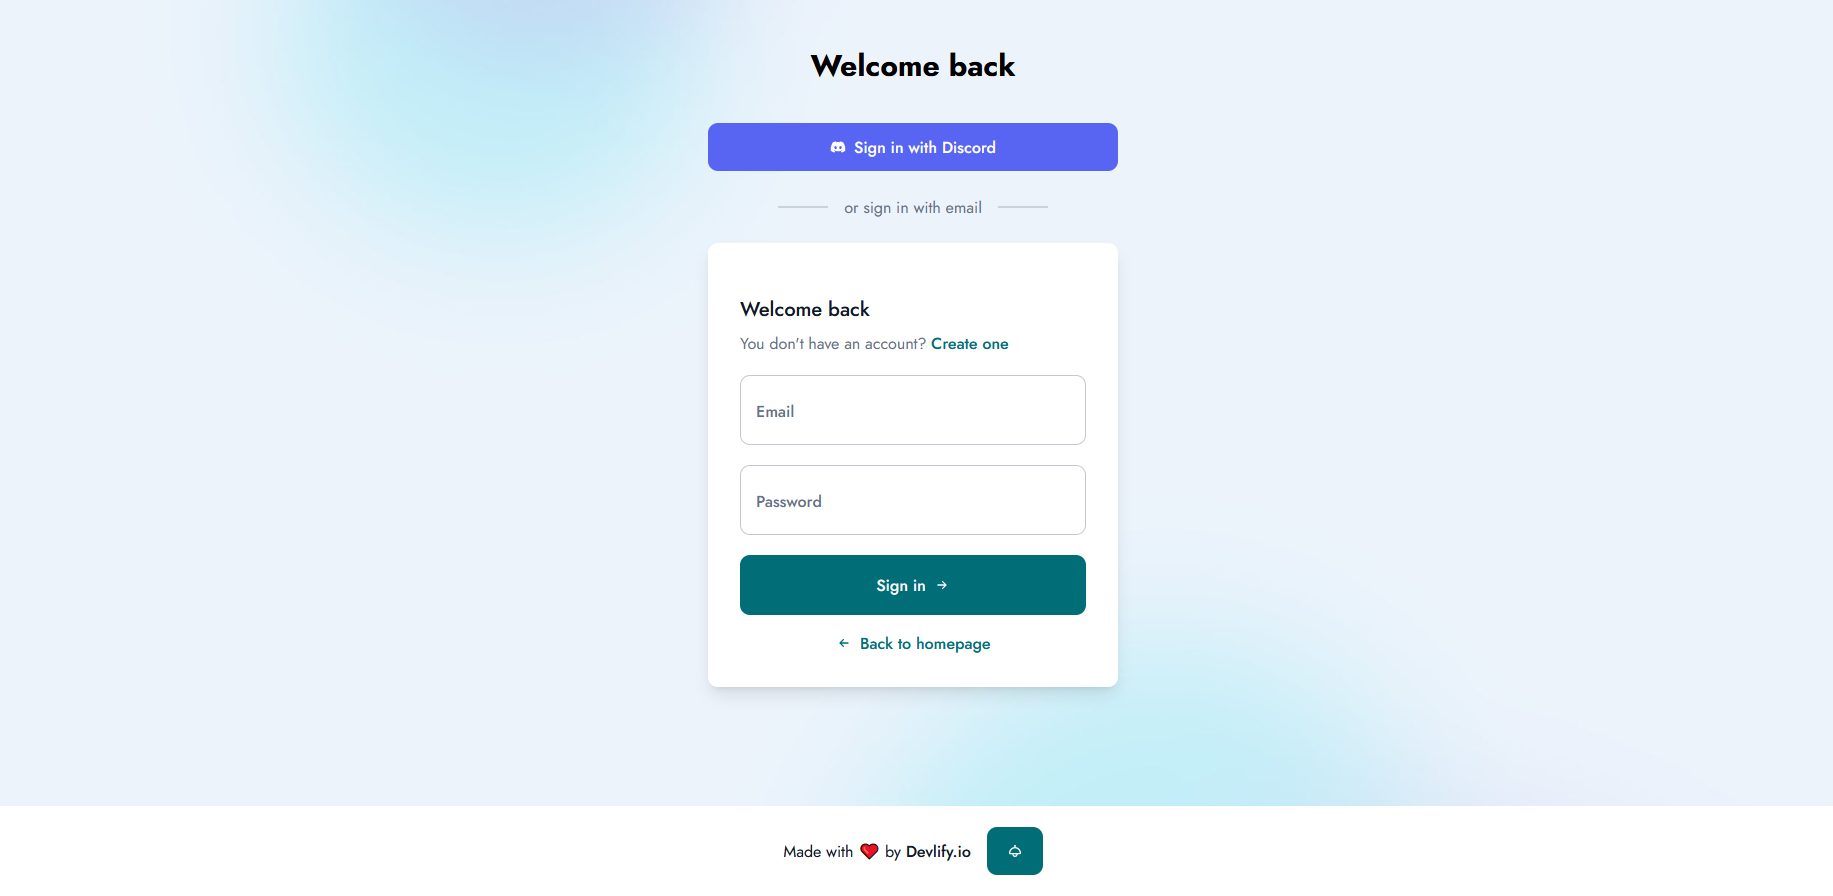 Welcome back
Sign in with Discord
or sign in with email
Welcome back
You don't have an account? Create one
Email
Password
Sign in →
← Back to homepage
Made with ❤ by Devlify.io